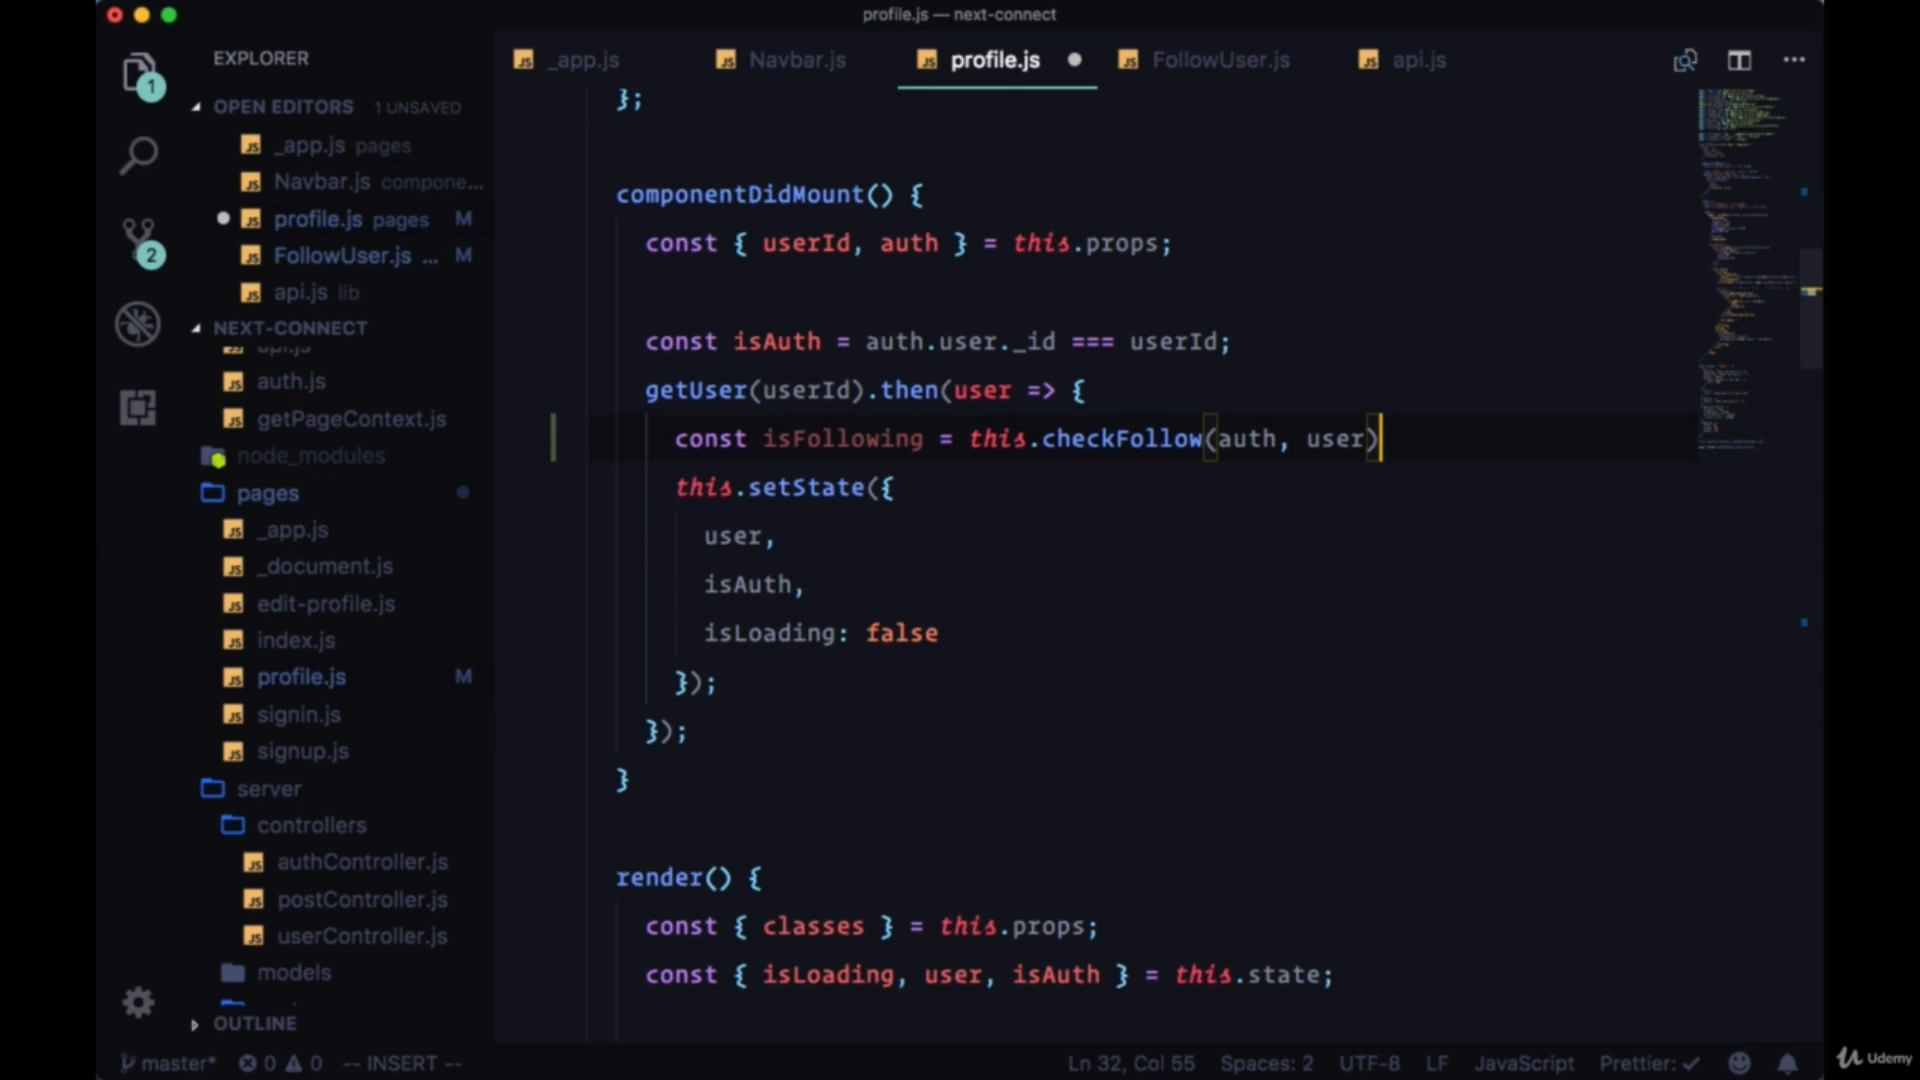 profile.js — next-connect
EXPLORER
_app.js
Navbar.js
profile.js
FollowUser.js
api.js
OPEN EDITORS 1 UNSAVED
_app.js pages
Navbar.js compone...
profile.js pages M
FollowUser.js ... M
api.js lib
NEXT-CONNECT
api.js
auth.js
getPageContext.js
node_modules
pages
_app.js
_document.js
edit-profile.js
index.js
profile.js M
signin.js
signup.js
server
controllers
authController.js
postController.js
userController.js
models
OUTLINE
1
2
};
componentDidMount() {
const { userId, auth } = this.props;
const isAuth = auth.user._id === userId;
getUser(userId).then(user => {
const isFollowing = this.checkFollow(auth, user)
this.setState({
user,
isAuth,
isLoading: false
});
});
}
render() {
const { classes } = this.props;
const { isLoading, user, isAuth } = this.state;
master* 0 0 -- INSERT --
Ln 32, Col 55 Spaces: 2 UTF-8 LF JavaScript Prettier: ✓
Udemy